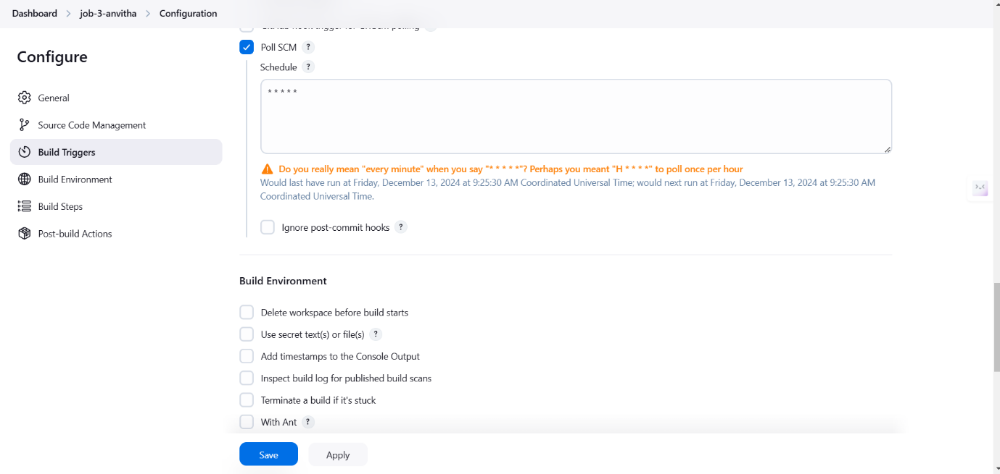 Dashboard > job-3-anvitha > Configuration
Configure
General
Source Code Management
Build Triggers
Build Environment
Build Steps
Post-build Actions
Poll SCM ?
Schedule ?
* * * * *
Do you really mean "every minute" when you say "* * * * *"? Perhaps you meant "H * * * *" to poll once per hour
Would last have run at Friday, December 13, 2024 at 9:25:30 AM Coordinated Universal Time; would next run at Friday, December 13, 2024 at 9:25:30 AM
Coordinated Universal Time.
Ignore post-commit hooks ?
Build Environment
Delete workspace before build starts
Use secret text(s) or file(s) ?
Add timestamps to the Console Output
Inspect build log for published build scans
Terminate a build if it's stuck
With Ant ?
Save Apply